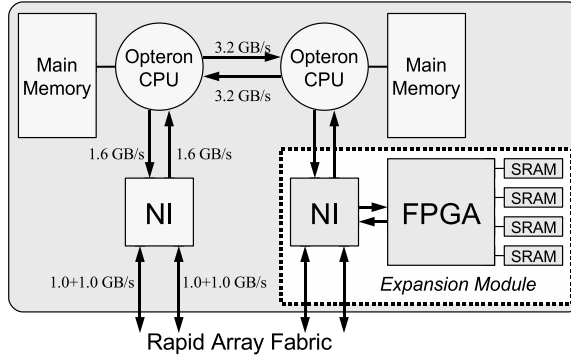 Main
Memory
Opteron
CPU
3.2 GB/s
3.2 GB/s
Opteron
CPU
Main
Memory
1.6 GB/s
1.6 GB/s
NI
NI
FPGA
SRAM
SRAM
SRAM
SRAM
1.0+1.0 GB/s
1.0+1.0 GB/s
Expansion Module
Rapid Array Fabric